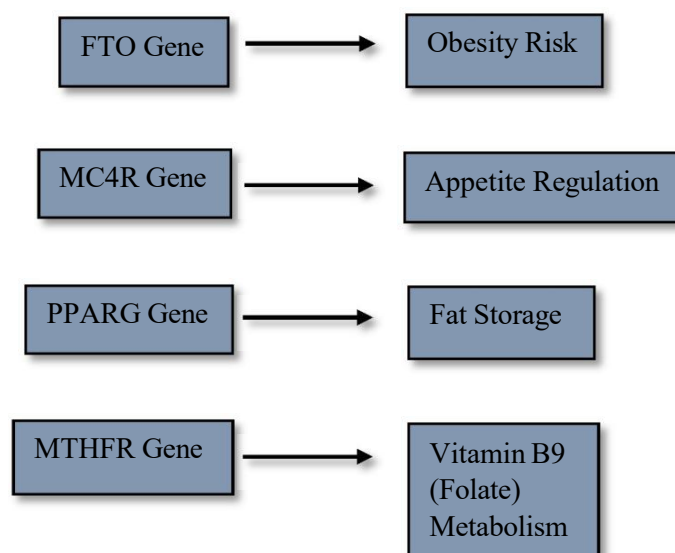 FTO Gene
Obesity Risk
MC4R Gene
Appetite Regulation
PPARG Gene
Fat Storage
MTHFR Gene
Vitamin B9
(Folate)
Metabolism